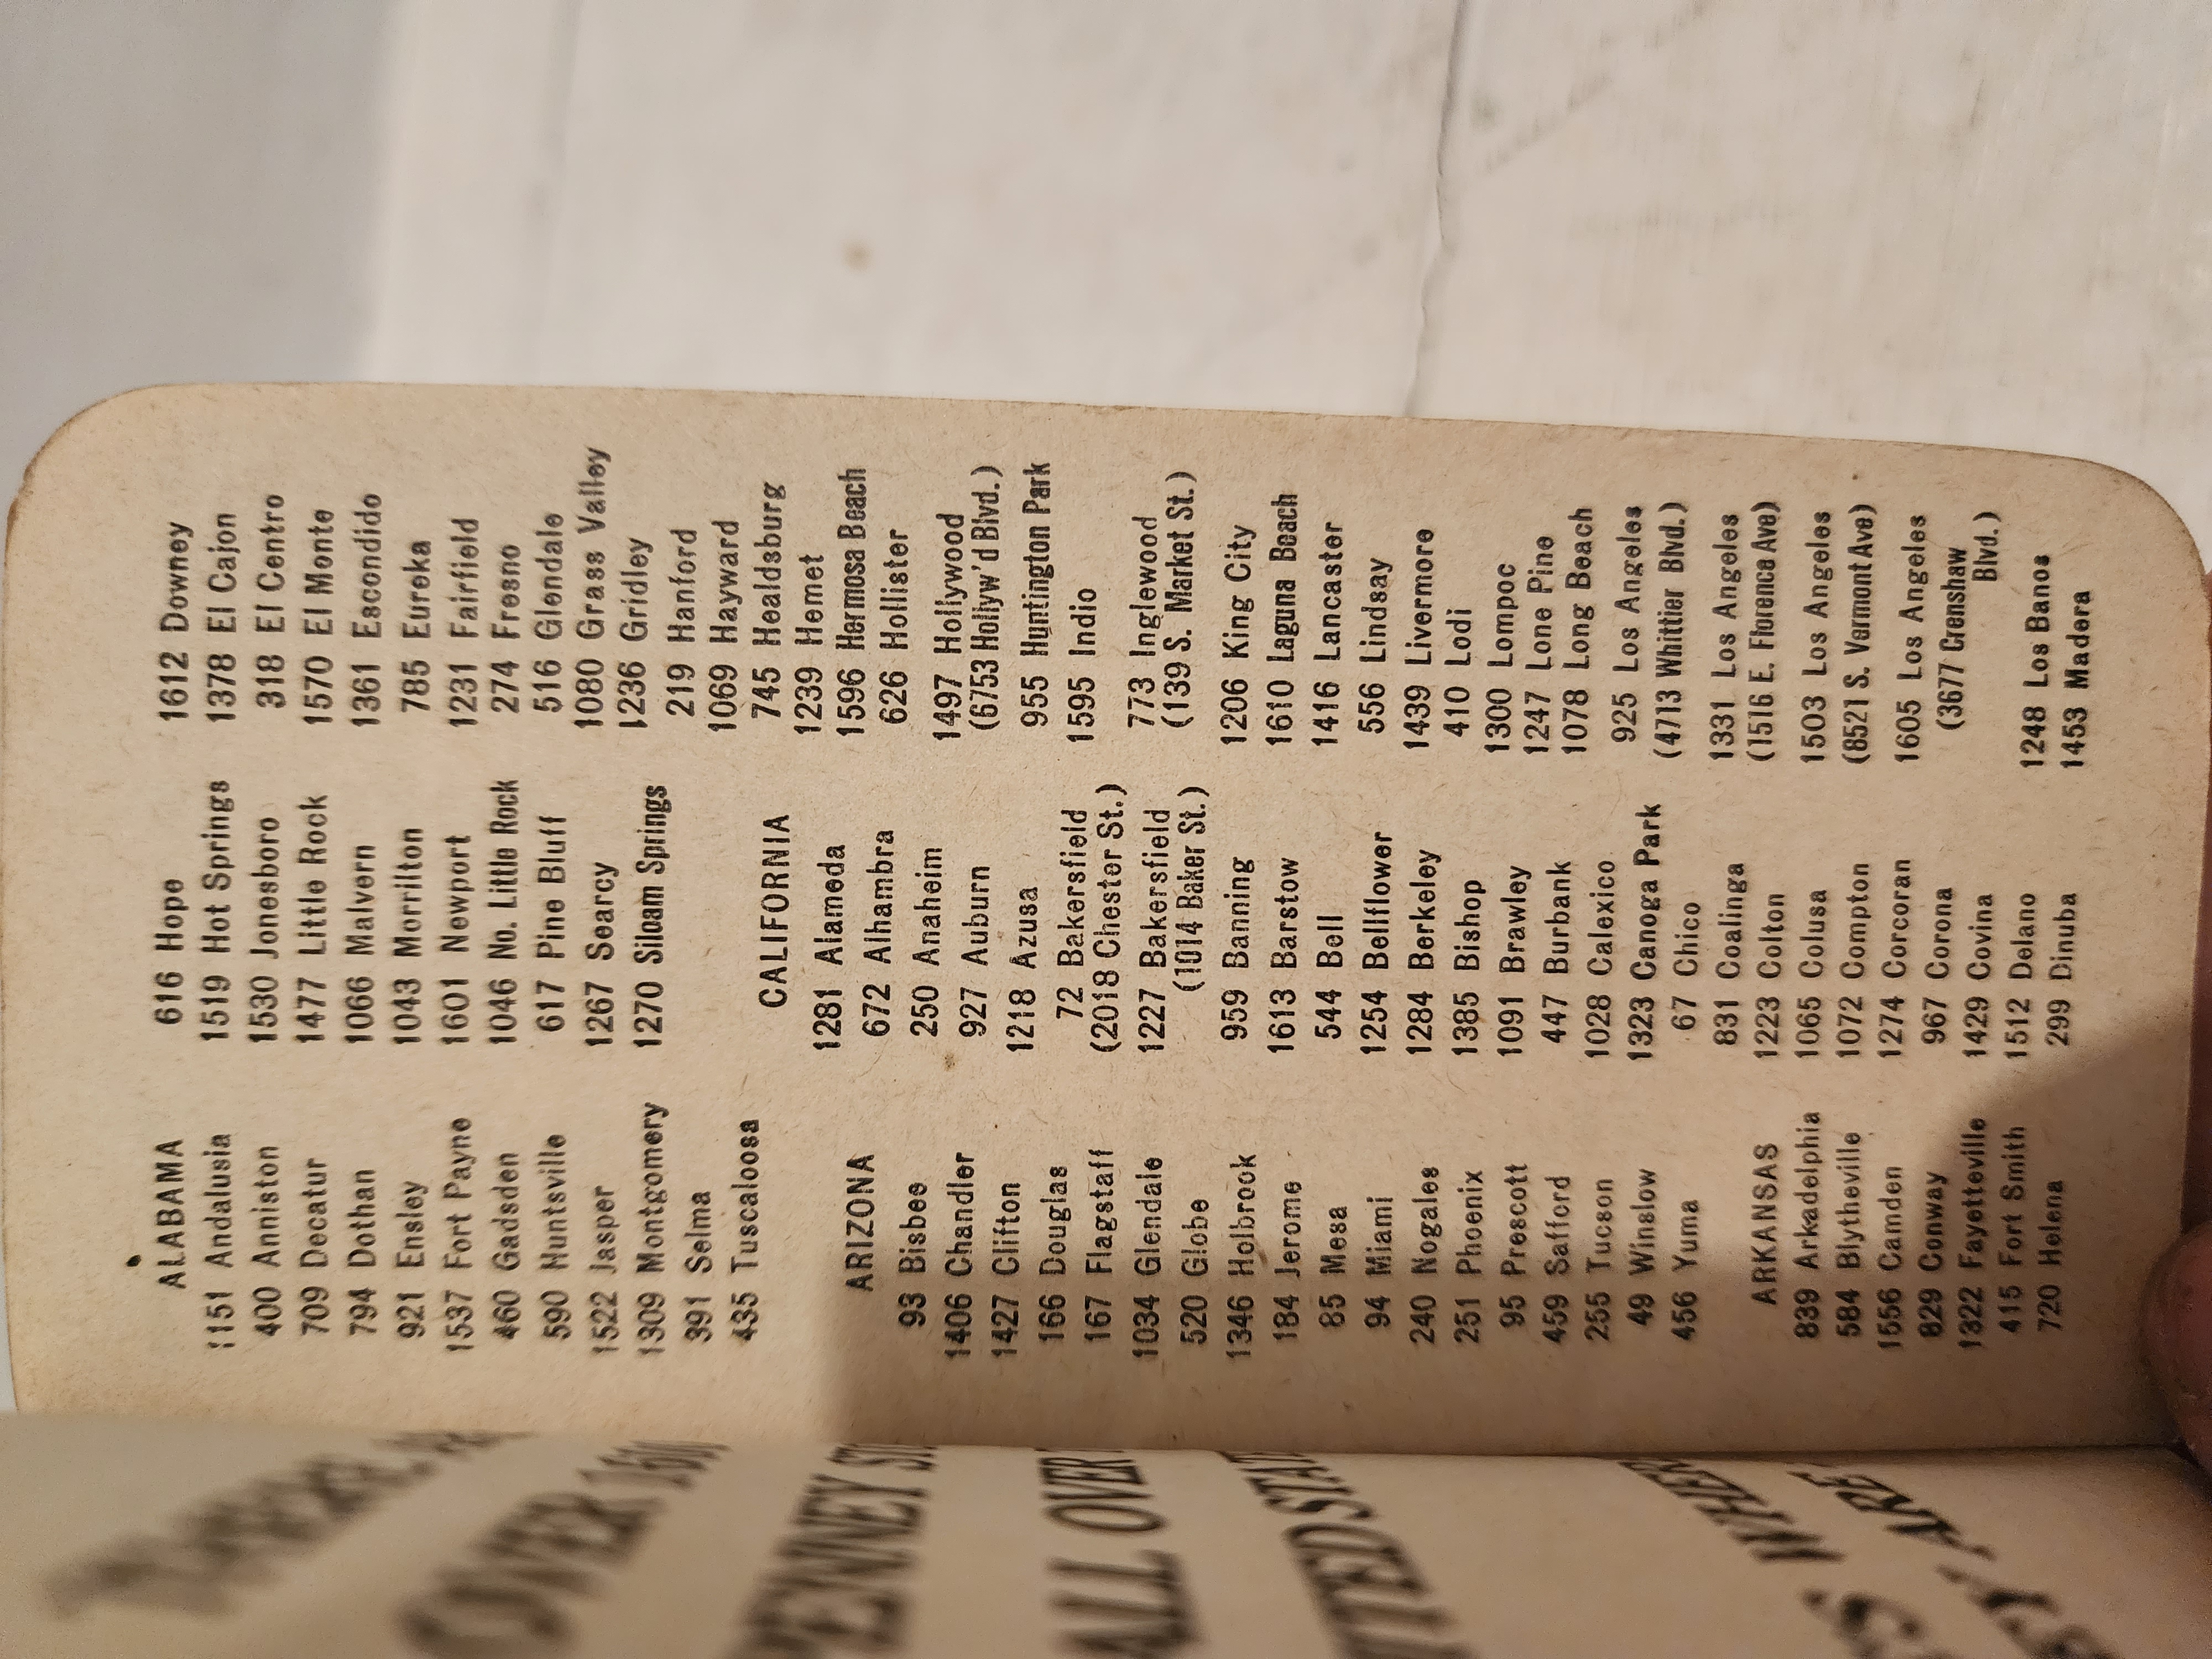 OVER
PENNEY
ALL OVER
WHE
ARE
ALABAMA
1151 Andalusia
400 Anniston
709 Decatur
794 Dothan
921 Ensley
1537 Fort Payne
460 Gadsden
590 Huntsville
1522 Jasper
1309 Montgomery
391 Selma
435 Tuscaloosa
ARIZONA
93 Bisbee
1406 Chandler
1427 Clifton
166 Douglas
167 Flagstaff
1034 Glendale
520 Globe
1346 Holbrook
184 Jerome
85 Mesa
94 Miami
240 Nogales
251 Phoenix
95 Prescott
459 Safford
255 Tucson
49 Winslow
456 Yuma
ARKANSAS
839 Arkadelphia
584 Blytheville
1556 Camden
829 Conway
1322 Fayetteville
415 Fort Smith
720 Helena
616 Hope
1519 Hot Springs
1530 Jonesboro
1477 Little Rock
1066 Malvern
1043 Morrilton
1601 Newport
1046 No. Little Rock
617 Pine Bluff
1267 Searcy
1270 Siloam Springs
CALIFORNIA
1281 Alameda
672 Alhambra
250 Anaheim
927 Auburn
1218 Azusa
72 Bakersfield
(2018 Chester St.)
1227 Bakersfield
(1014 Baker St.)
959 Banning
1613 Barstow
544 Bell
1254 Bellflower
1284 Berkeley
1385 Bishop
1091 Brawley
447 Burbank
1028 Calexico
1323 Canoga Park
67 Chico
831 Coalinga
1223 Colton
1065 Colusa
1072 Compton
1274 Corcoran
967 Corona
1429 Covina
1512 Delano
299 Dinuba
1612 Downey
1378 El Cajon
318 El Centro
1570 El Monte
1361 Escondido
785 Eureka
1231 Fairfield
274 Fresno
516 Glendale
1080 Grass Valley
1236 Gridley
219 Hanford
1069 Hayward
745 Healdsburg
1239 Hemet
1596 Hermosa Beach
626 Hollister
1497 Hollywood
(6753 Hollyw'd Blvd.)
955 Huntington Park
1595 Indio
773 Inglewood
(139 S. Market St.)
1206 King City
1610 Laguna Beach
1416 Lancaster
556 Lindsay
1439 Livermore
410 Lodi
1300 Lompoc
1247 Lone Pine
1078 Long Beach
925 Los Angeles
(4713 Whittier Blvd.)
1331 Los Angeles
(1516 E. Florence Ave)
1503 Los Angeles
(8521 S. Vermont Ave)
1605 Los Angeles
(3677 Crenshaw
Blvd.)
1248 Los Banos
1453 Madera